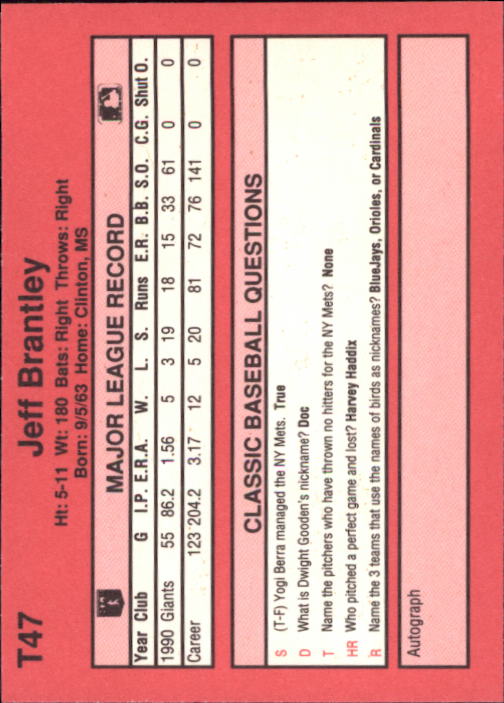 T47
Jeff Brantley
Ht: 5-11 Wt: 180 Bats: Right Throws: Right
Born: 9/5/63 Home: Clinton, MS
MAJOR LEAGUE RECORD
Year Club G I.P. E.R.A. W. L. S. Runs E.R. B.B. S.O. C.G. Shut O.
1990 Giants 55 86.2 1.56 5 3 19 18 15 33 61 0 0
Career 123 204.2 3.17 12 5 20 81 72 76 141 0 0
CLASSIC BASEBALL QUESTIONS
S (T-F) Yogi Berra managed the NY Mets. True
D What is Dwight Gooden's nickname? Doc
T Name the pitchers who have thrown no hitters for the NY Mets? None
HR Who pitched a perfect game and lost? Harvey Haddix
R Name the 3 teams that use the names of birds as nicknames? BlueJays, Orioles, or Cardinals
Autograph